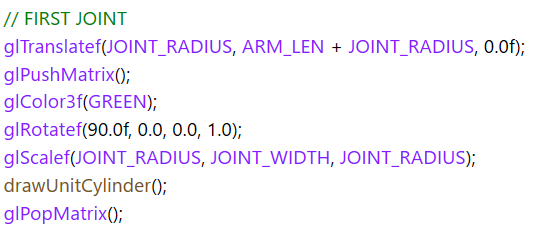 // FIRST JOINT
glTranslatef(JOINT_RADIUS, ARM_LEN + JOINT_RADIUS, 0.0f);
glPushMatrix();
glColor3f(GREEN);
glRotatef(90.0f, 0.0, 0.0, 1.0);
glScalef(JOINT_RADIUS, JOINT_WIDTH, JOINT_RADIUS);
drawUnitCylinder();
glPopMatrix();